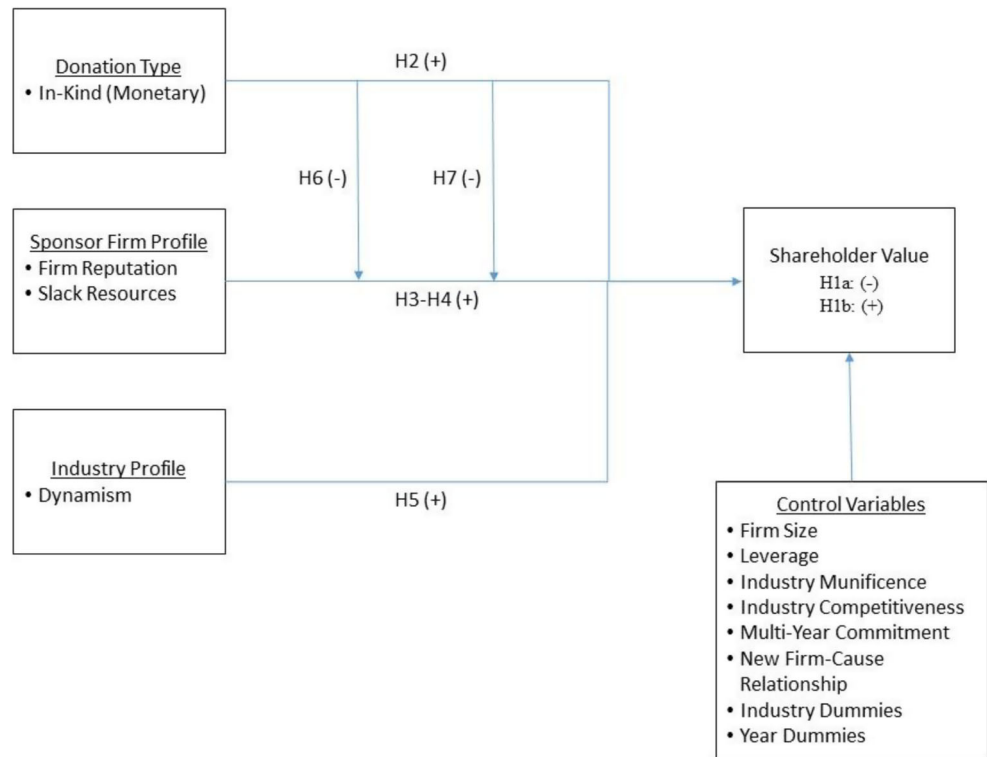 Donation Type
• In-Kind (Monetary)
H2 (+)
H6 (-)
H7 (-)
Sponsor Firm Profile
• Firm Reputation
• Slack Resources
H3-H4 (+)
Shareholder Value
H1a: (-)
H1b: (+)
Industry Profile
• Dynamism
H5 (+)
Control Variables
• Firm Size
• Leverage
• Industry Munificence
• Industry Competitiveness
• Multi-Year Commitment
• New Firm-Cause
Relationship
• Industry Dummies
• Year Dummies